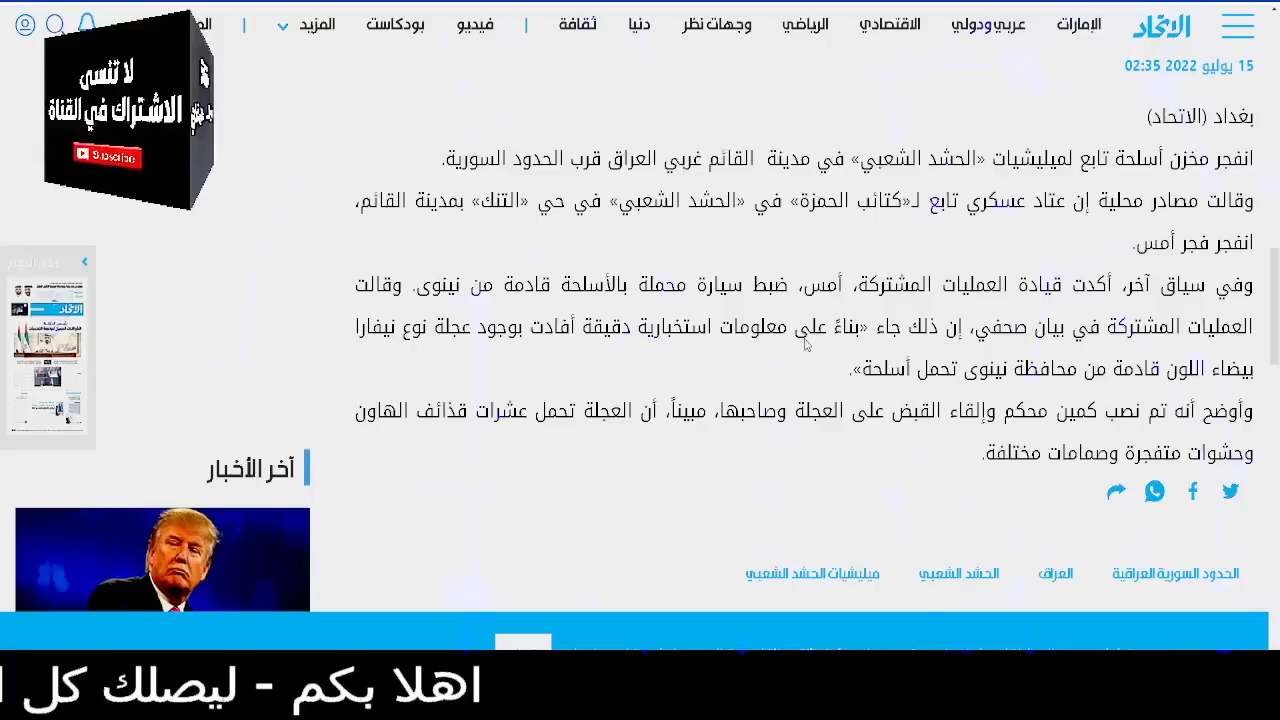 الاتحاد الإمارات عربي ودولي الاقتصادي الرياضي وجهات نظر دنيا ثقافة | فيديو بودكاست المزيد |
15 يوليو 2022 02:35
لا تنسى
الاشتراك في القناة
Subscribe
بغداد (الاتحاد)
انفجر مخزن أسلحة تابع لميليشيات «الحشد الشعبي» في مدينة القائم غربي العراق قرب الحدود السورية.
وقالت مصادر محلية إن عتاد عسكري تابع لـ«كتائب الحمزة» في «الحشد الشعبي» في حي «التنك» بمدينة القائم،
انفجر فجر أمس.
وفي سياق آخر، أكدت قيادة العمليات المشتركة، أمس، ضبط سيارة محملة بالأسلحة قادمة من نينوى. وقالت
العمليات المشتركة في بيان صحفي، إن ذلك جاء «بناءً على معلومات استخبارية دقيقة أفادت بوجود عجلة نوع نيفارا
بيضاء اللون قادمة من محافظة نينوى تحمل أسلحة».
وأوضح أنه تم نصب كمين محكم وإلقاء القبض على العجلة وصاحبها، مبيناً، أن العجلة تحمل عشرات قذائف الهاون
وحشوات متفجرة وصمامات مختلفة.
آخر الأخبار
الحدود السورية العراقية الحشد الشعبي العراق ميليشيات الحشد الشعبي
اهلا بكم - ليصلك كل